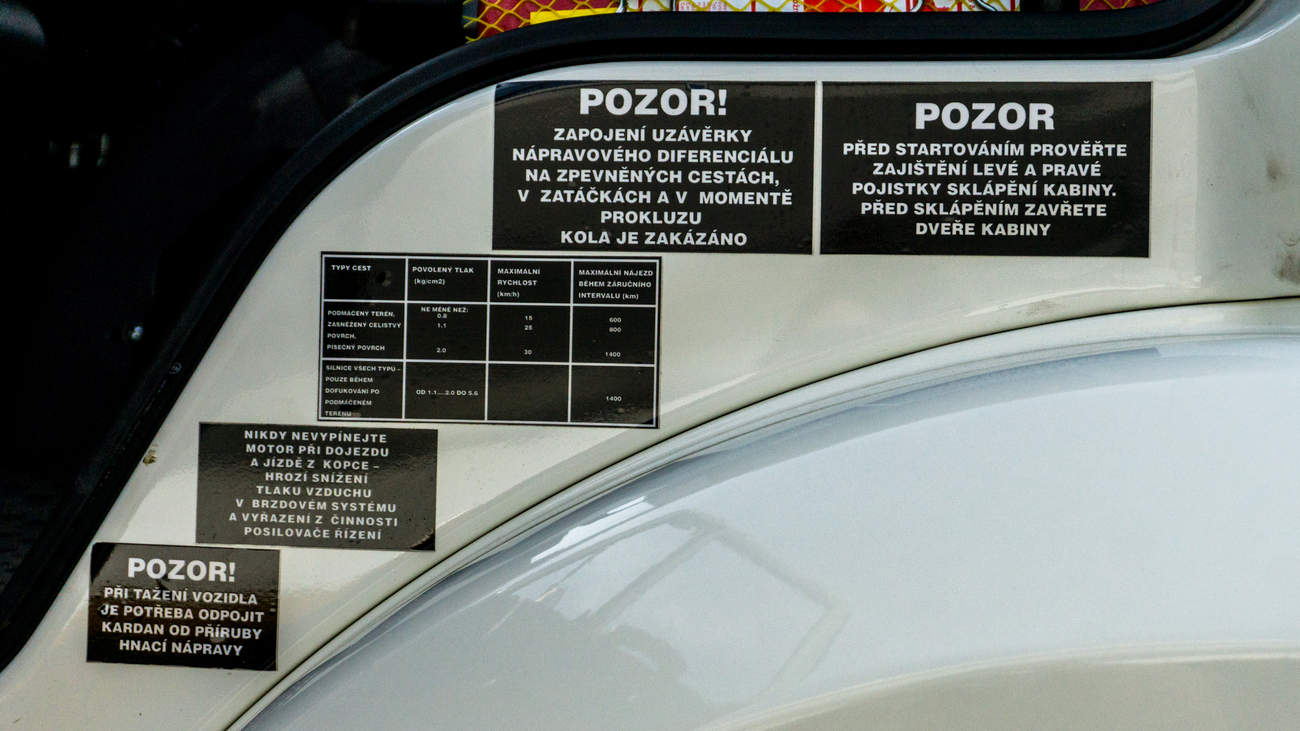 POZOR!
ZAPOJENÍ UZÁVĚRKY
NÁPRAVOVÉHO DIFERENCIÁLU
NA ZPEVNĚNÝCH CESTÁCH,
V ZATÁČKÁCH A V MOMENTĚ
PROKLUZU
KOLA JE ZAKÁZÁNO
POZOR
PŘED STARTOVÁNÍM PROVĚŘTE
ZAJIŠTĚNÍ LEVÉ A PRAVÉ
POJISTKY SKLÁPĚNÍ KABINY.
PŘED SKLÁPĚNÍM ZAVŘETE
DVEŘE KABINY
TYPY CEST
POVOLENÝ TLAK
(kg/cm2)
MAXIMÁLNÍ
RYCHLOST
(km:h)
MAXIMÁLNÍ NÁJEZD
BĚHEM ZÁRUČNÍHO
INTERVALU (km)
PODMÁČENÝ TERÉN,
ZASNĚŽENÝ CELISTVÝ
POVRCH,
PÍSEČNÝ POVRCH
NE MÉNĚ NEŽ:
0.8
1.1
2.0
15
25
30
600
800
1400
SILNICE VŠECH TYPU –
POUZE BĚHEM
DOFUKOVÁNÍ PO
PODMÁČENÉM
TERÉNU
OD 1.1....2.0 DO 5.6
1400
NIKDY NEVYPÍNEJTE
MOTOR PŘI DOJEZDU
A JÍZDĚ Z KOPCE –
HROZÍ SNÍŽENÍ
TLAKU VZDUCHU
V BRZDOVÉM SYSTÉMU
A VYŘAZENÍ Z ČINNOSTI
POSILOVAČE ŘÍZENÍ
POZOR!
PŘI TAŽENÍ VOZIDLA
JE POTŘEBA ODPOJIT
KARDAN OD PŘÍRUBY
HNACÍ NÁPRAVY